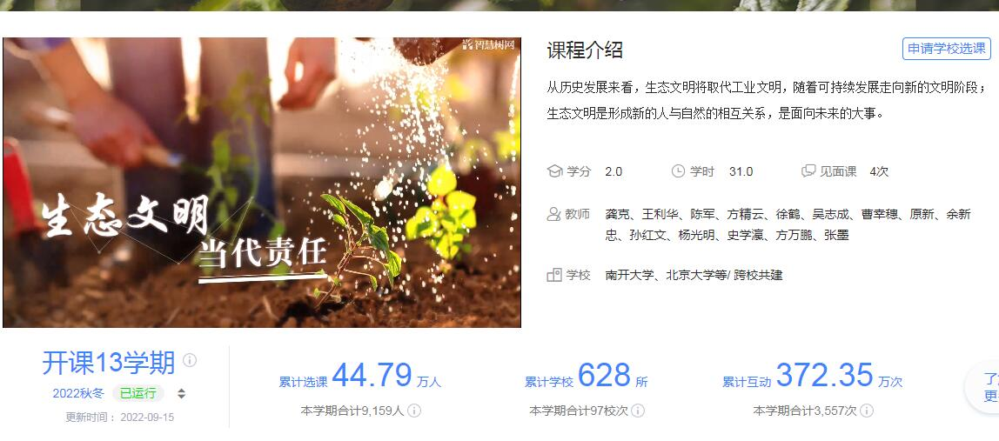 智慧树网
生态文明
当代责任
课程介绍
申请学校选课
从历史发展来看，生态文明将取代工业文明，随着可持续发展走向新的文明阶段；
生态文明是形成新的人与自然的相互关系，是面向未来的大事。
学分 2.0 学时 31.0 见面课 4次
教师 龚克、王利华、陈军、方精云、徐鹤、吴志成、曹幸穗、原新、余新
忠、孙红文、杨光明、史学瀛、方万鹏、张墨
学校 南开大学、北京大学等/ 跨校共建
开课13学期
2022秋冬 已运行
更新时间： 2022-09-15
累计选课 44.79 万人
本学期合计9,159人
累计学校 628 所
本学期合计97校次
累计互动 372.35 万次
本学期合计3,557次